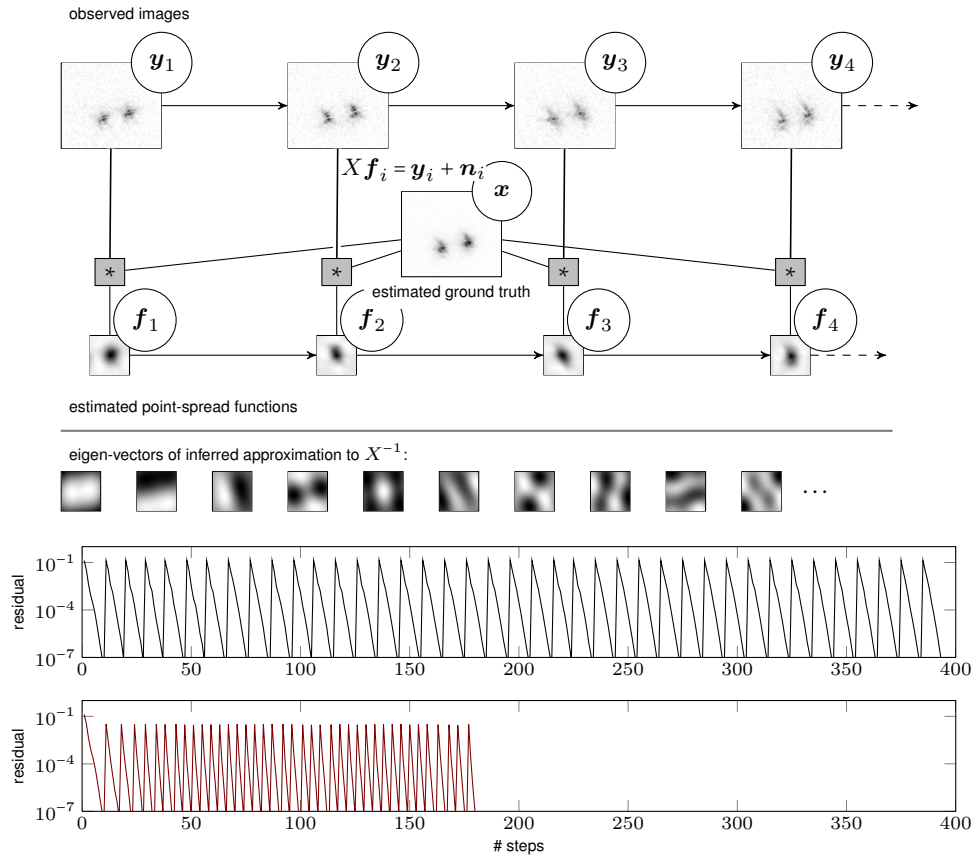 observed images
𝒚₁
𝒚₂
𝒚₃
𝒚₄
X𝒇ᵢ = 𝒚ᵢ + 𝒏ᵢ
𝒙
* * * *
estimated ground truth
𝒇₁
𝒇₂
𝒇₃
𝒇₄
estimated point-spread functions
eigen-vectors of inferred approximation to X⁻¹:
...
residual
10⁻¹
10⁻⁴
10⁻⁷
0 50 100 150 200 250 300 350 400
residual
10⁻¹
10⁻⁴
10⁻⁷
0 50 100 150 200 250 300 350 400
# steps